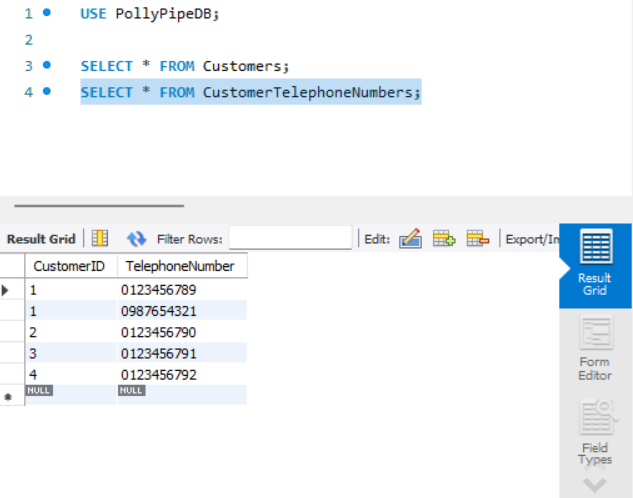 1 USE PollyPipeDB;
2
3 SELECT * FROM Customers;
4 SELECT * FROM CustomerTelephoneNumbers;
Result Grid Filter Rows: Edit: Export/In
CustomerID TelephoneNumber
1 0123456789
1 0987654321
2 0123456790
3 0123456791
4 0123456792
NULL NULL
Result
Grid
Form
Editor
Field
Types